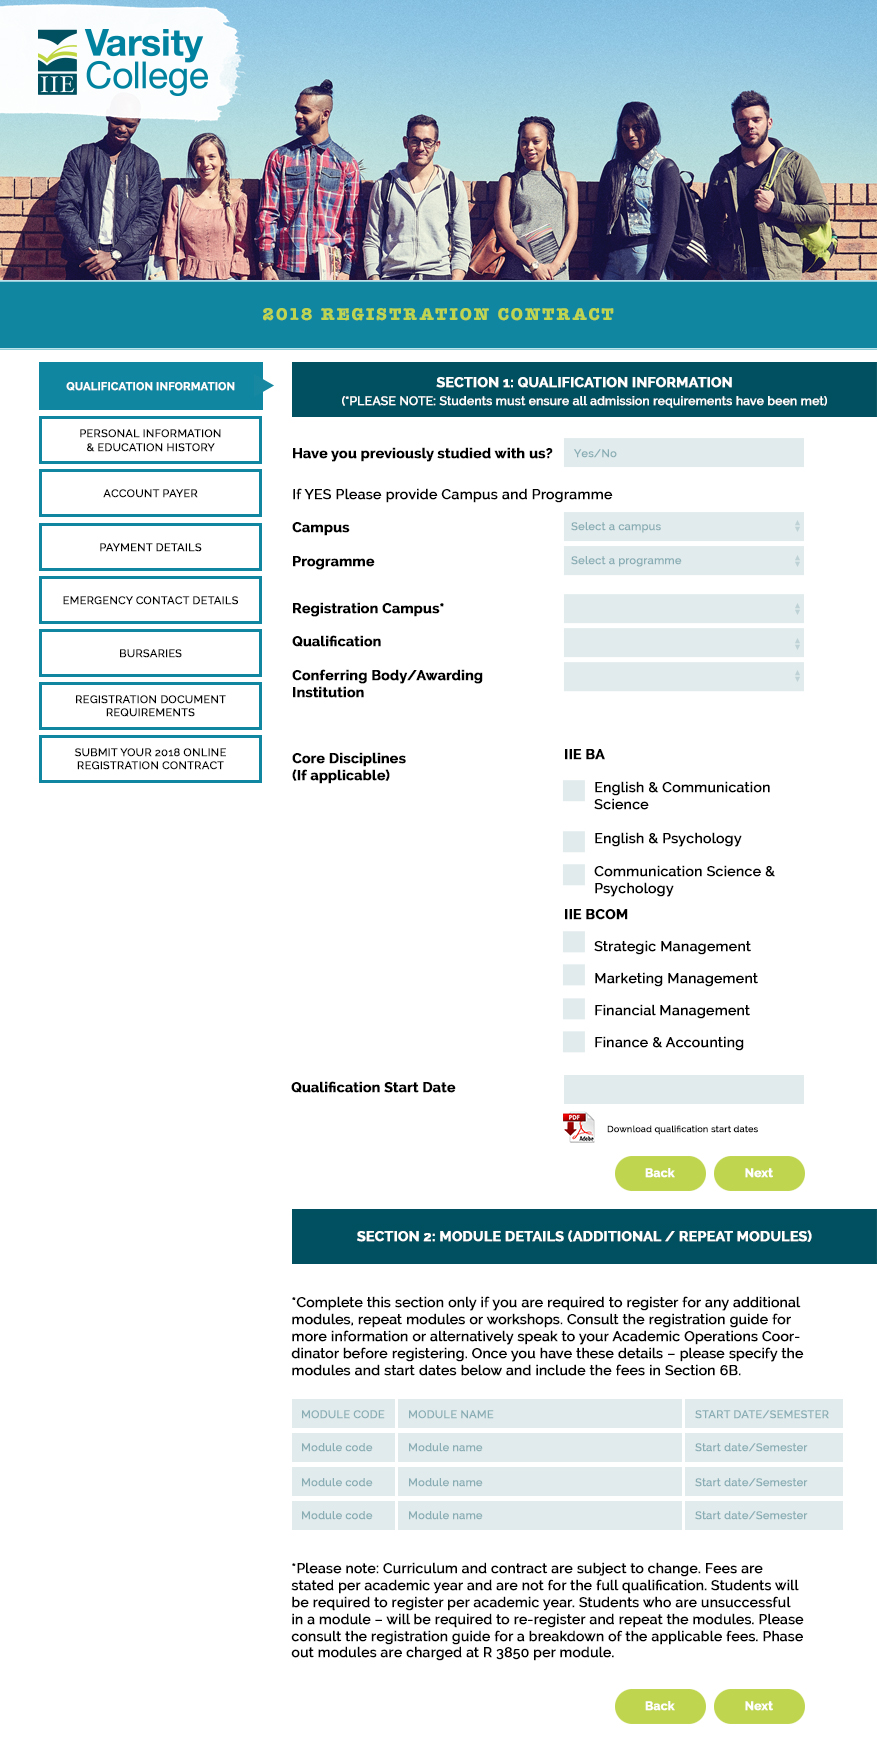 Varsity
College
IIE
2018 REGISTRATION CONTRACT
QUALIFICATION INFORMATION
PERSONAL INFORMATION
& EDUCATION HISTORY
ACCOUNT PAYER
PAYMENT DETAILS
EMERGENCY CONTACT DETAILS
BURSARIES
REGISTRATION DOCUMENT
REQUIREMENTS
SUBMIT YOUR 2018 ONLINE
REGISTRATION CONTRACT
SECTION 1: QUALIFICATION INFORMATION
(*PLEASE NOTE: Students must ensure all admission requirements have been met)
Have you previously studied with us? Yes/No
If YES Please provide Campus and Programme
Campus Select a campus
Programme Select a programme
Registration Campus*
Qualification
Conferring Body/Awarding
Institution
Core Disciplines
(If applicable)
IIE BA
English & Communication
Science
English & Psychology
Communication Science &
Psychology
IIE BCOM
Strategic Management
Marketing Management
Financial Management
Finance & Accounting
Qualification Start Date
PDF
Adobe
Download qualification start dates
Back Next
SECTION 2: MODULE DETAILS (ADDITIONAL / REPEAT MODULES)
*Complete this section only if you are required to register for any additional
modules, repeat modules or workshops. Consult the registration guide for
more information or alternatively speak to your Academic Operations Coor-
dinator before registering. Once you have these details – please specify the
modules and start dates below and include the fees in Section 6B.
MODULE CODE MODULE NAME START DATE/SEMESTER
Module code Module name Start date/Semester
Module code Module name Start date/Semester
Module code Module name Start date/Semester
*Please note: Curriculum and contract are subject to change. Fees are
stated per academic year and are not for the full qualification. Students will
be required to register per academic year. Students who are unsuccessful
in a module – will be required to re-register and repeat the modules. Please
consult the registration guide for a breakdown of the applicable fees. Phase
out modules are charged at R 3850 per module.
Back Next